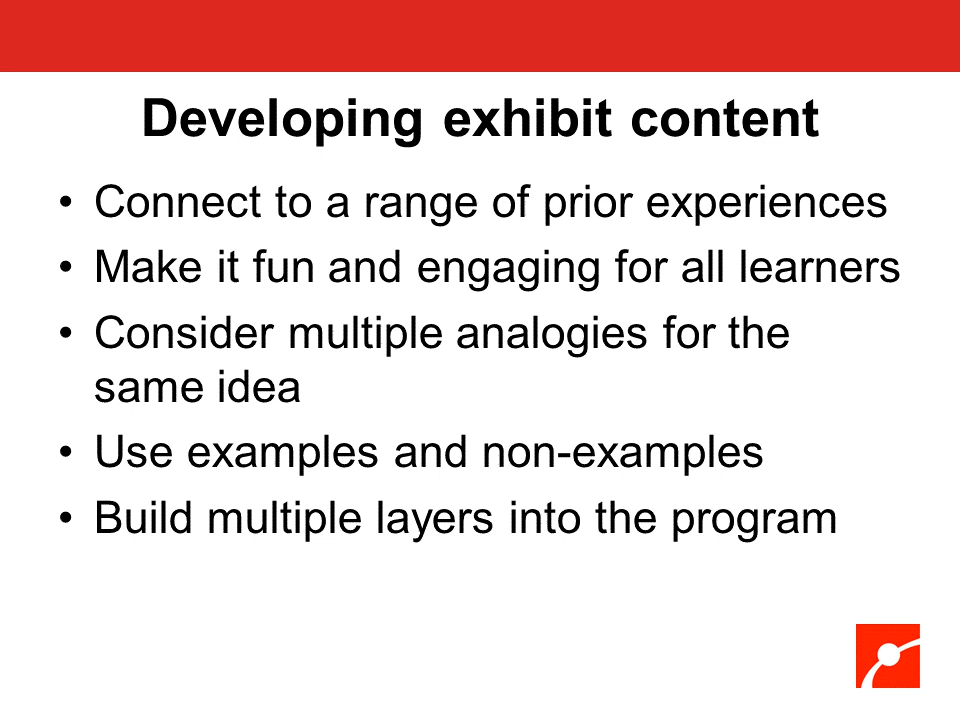 Developing exhibit content
• Connect to a range of prior experiences
• Make it fun and engaging for all learners
• Consider multiple analogies for the
same idea
• Use examples and non-examples
• Build multiple layers into the program